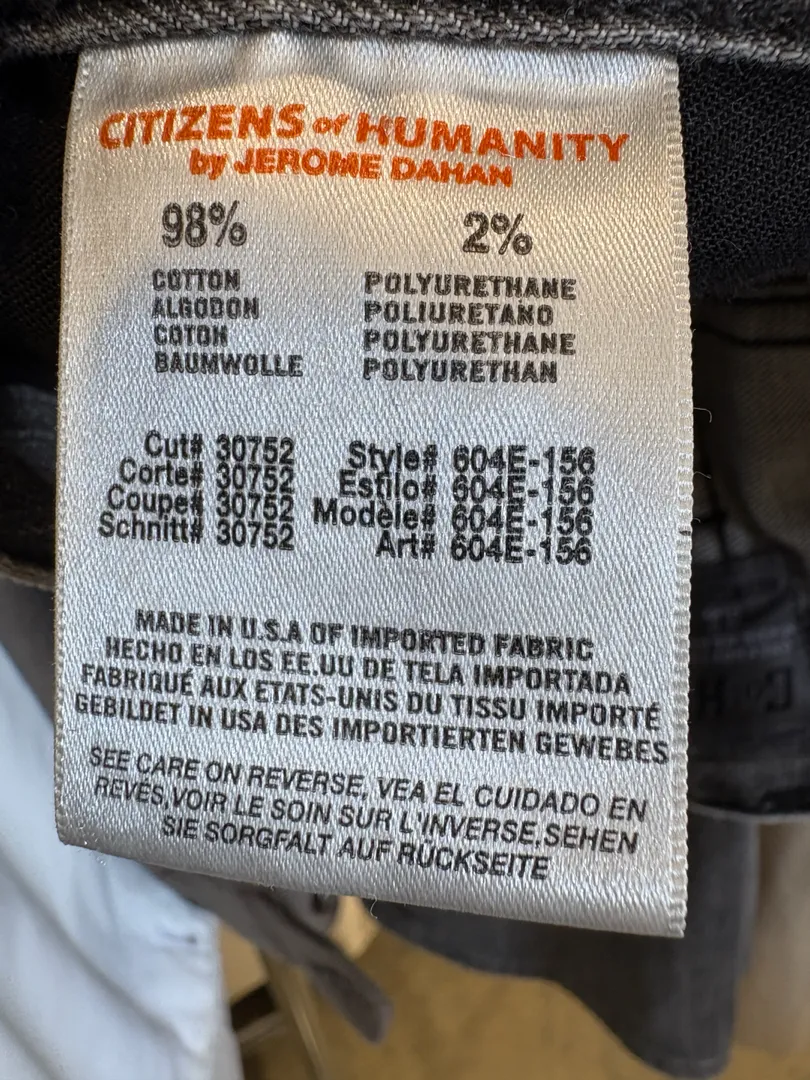 CITIZENS of HUMANITY
by JEROME DAHAN
98% 2%
COTTON POLYURETHANE
ALGODON POLIURETANO
COTON POLYURETHANE
BAUMWOLLE POLYURETHAN
Cut# 30752 Style# 604E-156
Corte# 30752 Estilo# 604E-156
Coupe# 30752 Modele# 604E-156
Schnitt# 30752 Art# 604E-156
MADE IN U.S.A OF IMPORTED FABRIC
HECHO EN LOS EE.UU DE TELA IMPORTADA
FABRIQUÉ AUX ETATS-UNIS DU TISSU IMPORTÉ
GEBILDET IN USA DES IMPORTIERTEN GEWEBES
SEE CARE ON REVERSE, VEA EL CUIDADO EN
REVES,VOIR LE SOIN SUR L'INVERSE.SEHEN
SIE SORGFALT AUF RÜCKSEITE